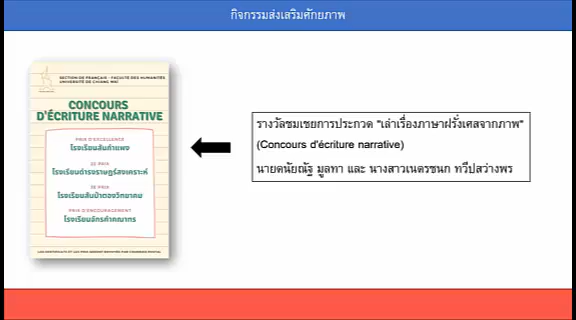 กิจกรรมส่งเสริมศักยภาพ
SECTION DE FRANÇAIS - FACULTÉ DES HUMANITÉS
UNIVERSITÉ DE CHIANG MAI
CONCOURS
D'ÉCRITURE NARRATIVE
PRIX D'EXCELLENCE
โรงเรียนสันกำแพง
2E PRIX
โรงเรียนดำรงราษฎร์สงเคราะห์
3E PRIX
โรงเรียนสันป่าตองวิทยาคม
PRIX D'ENCOURAGEMENT
โรงเรียนจักรคำคณาทร
รางวัลชมเชยการประกวด "เล่าเรื่องภาษาฝรั่งเศสจากภาพ"
(Concours d'écriture narrative)
นายดนัยณัฐ มูลทา และ นางสาวเนตรชนก ทวีปสว่างพร